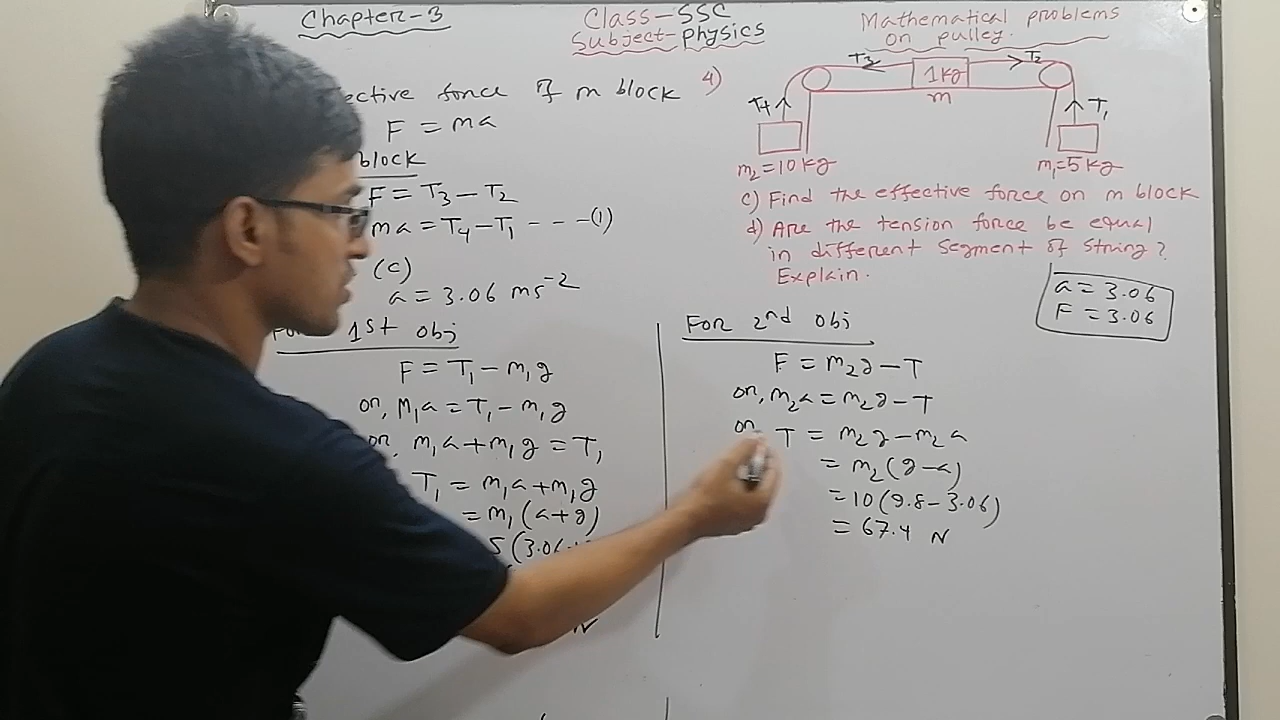 Chapter-3
Class-SSC
Subject-physics
Mathematical problems
on pulley.
force of m block
F = ma
block
F = T3 - T2
ma = T4 - T1 --- (1)
(c)
a = 3.06 ms⁻²
1st obj
F = T1 - m1g
or, m1a = T1 - m1g
or, m1a + m1g = T1
T1 = m1a + m1g
= m1(a+g)
5(3.06
N
For 2nd obj
F = m2g - T
or, m2a = m2g - T
or T = m2g - m2a
= m2(g-a)
= 10(9.8-3.06)
= 67.4 N
4)
T3
1kg
T2
m
T4
T1
m2=10kg
m1=5kg
c) Find the effective force on m block
d) Are the tension force be equal
in different segment of string?
Explain.
a = 3.06
F = 3.06